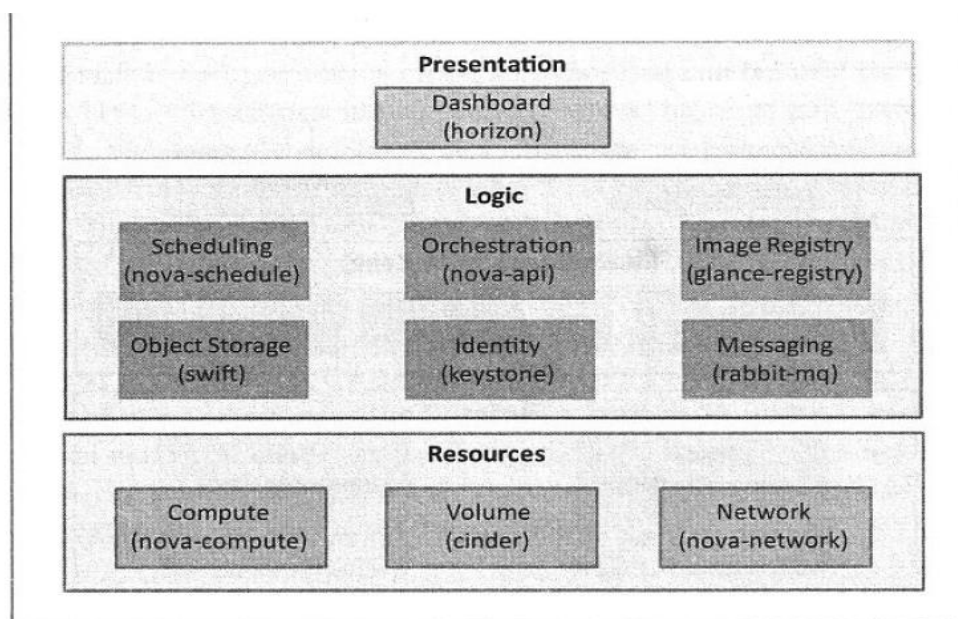 Presentation
Dashboard
(horizon)
Logic
Scheduling
(nova-schedule)
Orchestration
(nova-api)
Image Registry
(glance-registry)
Object Storage
(swift)
Identity
(keystone)
Messaging
(rabbit-mq)
Resources
Compute
(nova-compute)
Volume
(cinder)
Network
(nova-network)